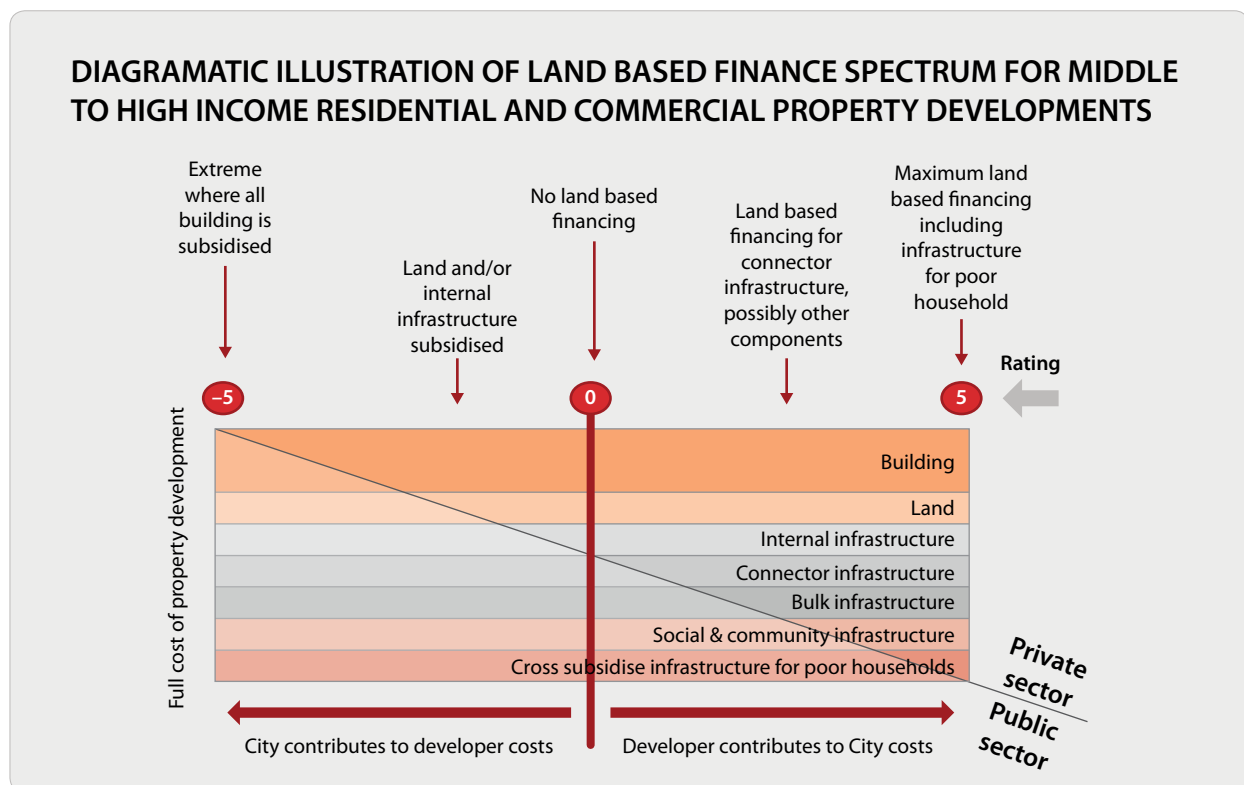 DIAGRAMATIC ILLUSTRATION OF LAND BASED FINANCE SPECTRUM FOR MIDDLE
TO HIGH INCOME RESIDENTIAL AND COMMERCIAL PROPERTY DEVELOPMENTS
Extreme
where all
building is
subsidised
Land and/or
internal
infrastructure
subsidised
No land based
financing
Land based
financing for
connector
infrastructure,
possibly other
components
Maximum land
based financing
including
infrastructure
for poor
household
Rating
–5
0
5
Full cost of property development
Building
Land
Internal infrastructure
Connector infrastructure
Bulk infrastructure
Social & community infrastructure
Cross subsidise infrastructure for poor households
Private
sector
Public
sector
City contributes to developer costs
Developer contributes to City costs